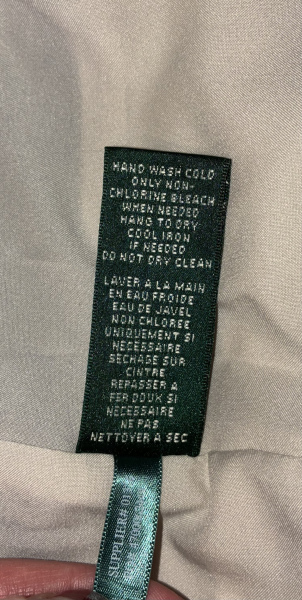 HAND WASH COLD
ONLY NON-
CHLORINE BLEACH
WHEN NEEDED
HANG TO DRY
COOL IRON
IF NEEDED
DO NOT DRY CLEAN
LAVER A LA MAIN
EN EAU FROIDE
EAU DE JAVEL
NON CHLOREE
UNIQUEMENT SI
NECESSAIRE
SECHAGE SUR
CINTRE
REPASSER A
FER DOUX SI
NECESSAIRE
NE PAS
NETTOYER A SEC
SUPPLIER#